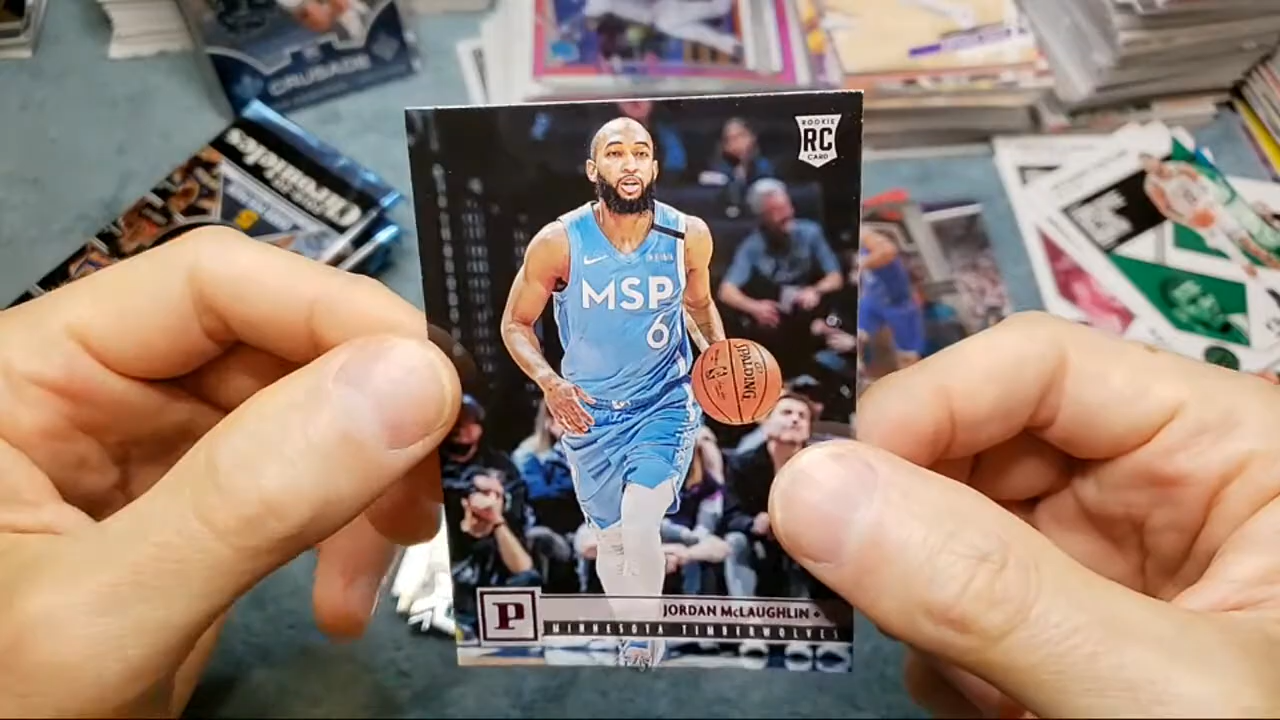 CRUSADE
Chronicles
ROOKIE
RC
CARD
MSP
6
SPALDING
P
JORDAN McLAUGHLIN
MINNESOTA TIMBERWOLVES